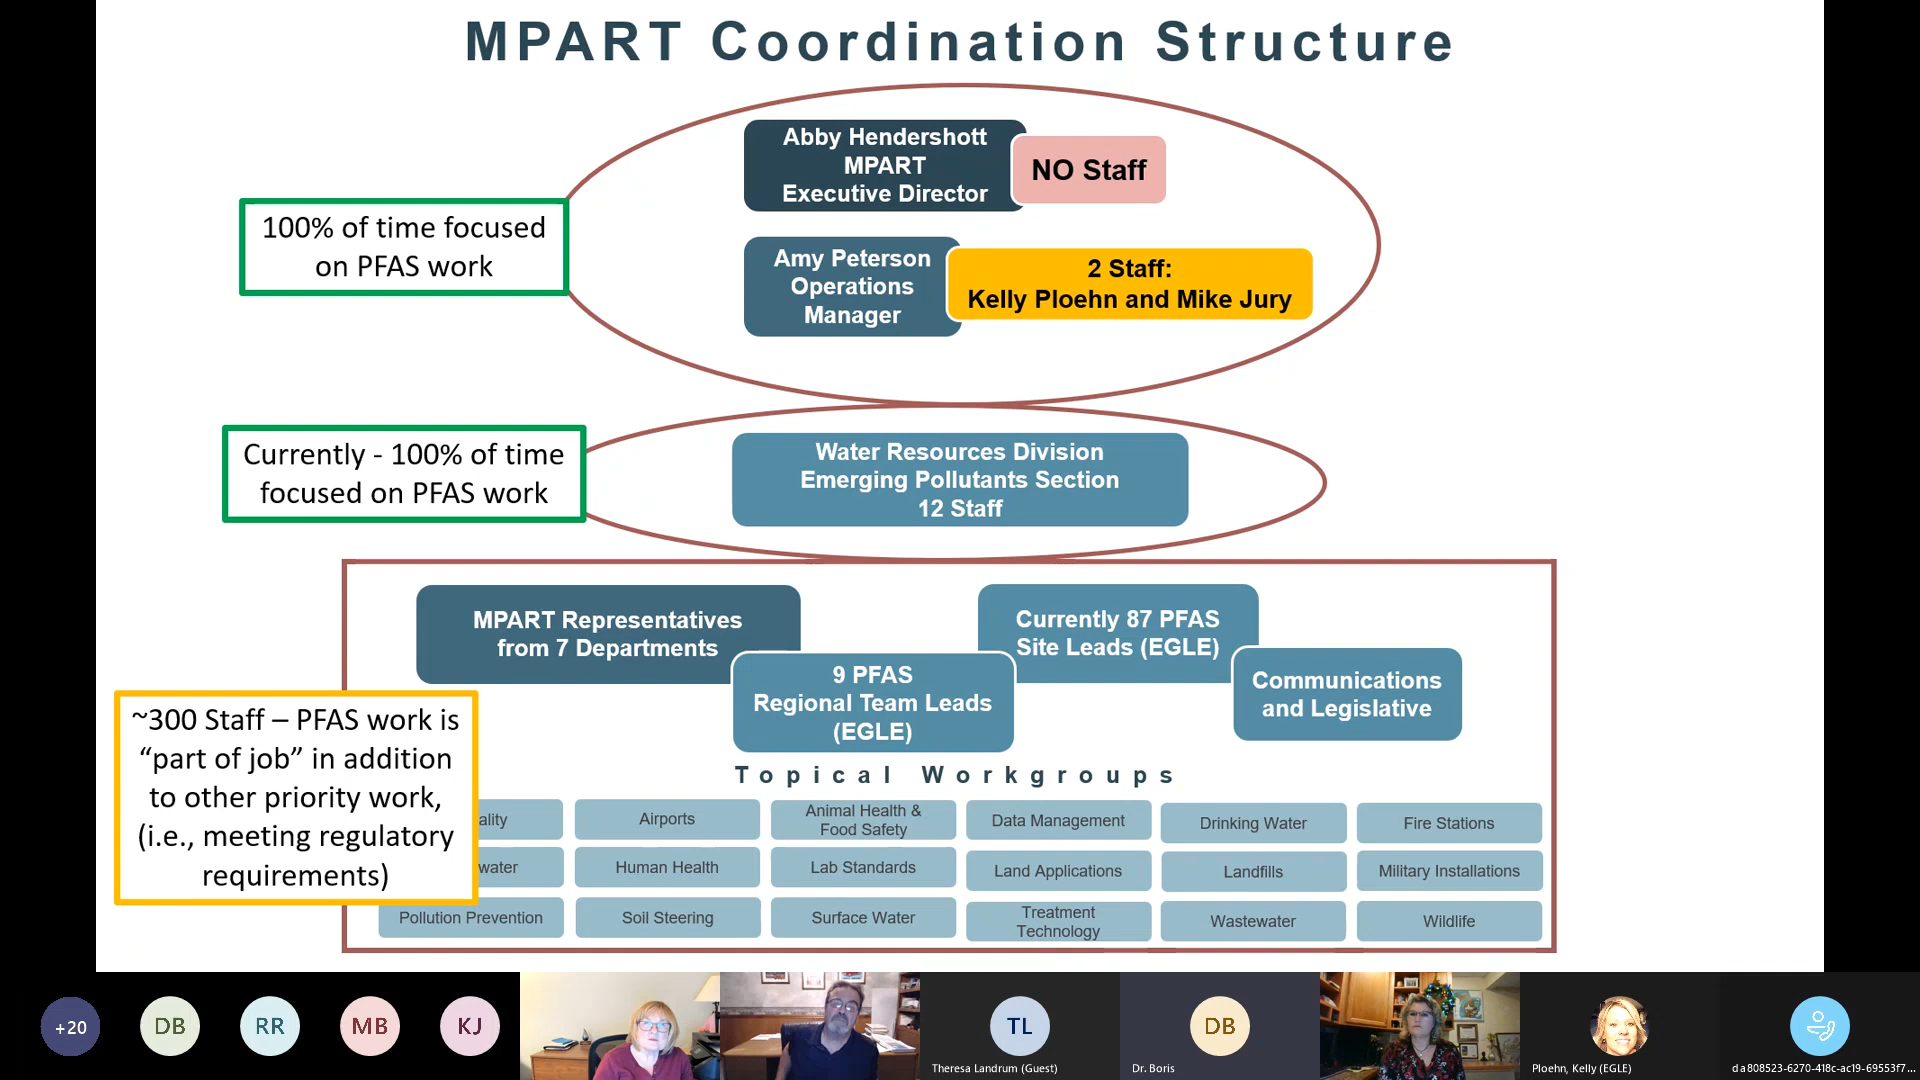 MPART Coordination Structure
Abby Hendershott
MPART
Executive Director
NO Staff
100% of time focused
on PFAS work
Amy Peterson
Operations
Manager
2 Staff:
Kelly Ploehn and Mike Jury
Currently - 100% of time
focused on PFAS work
Water Resources Division
Emerging Pollutants Section
12 Staff
MPART Representatives
from 7 Departments
Currently 87 PFAS
Site Leads (EGLE)
9 PFAS
Regional Team Leads
(EGLE)
Communications
and Legislative
~300 Staff – PFAS work is
“part of job” in addition
to other priority work,
(i.e., meeting regulatory
requirements)
Topical Workgroups
ality
Airports
Animal Health &
Food Safety
Data Management
Drinking Water
Fire Stations
water
Human Health
Lab Standards
Land Applications
Landfills
Military Installations
Pollution Prevention
Soil Steering
Surface Water
Treatment
Technology
Wastewater
Wildlife
+20
DB
RR
MB
KJ
TL
Theresa Landrum (Guest)
DB
Dr. Boris
Ploehn, Kelly (EGLE)
da808523-6270-418c-ac19-69553f7...